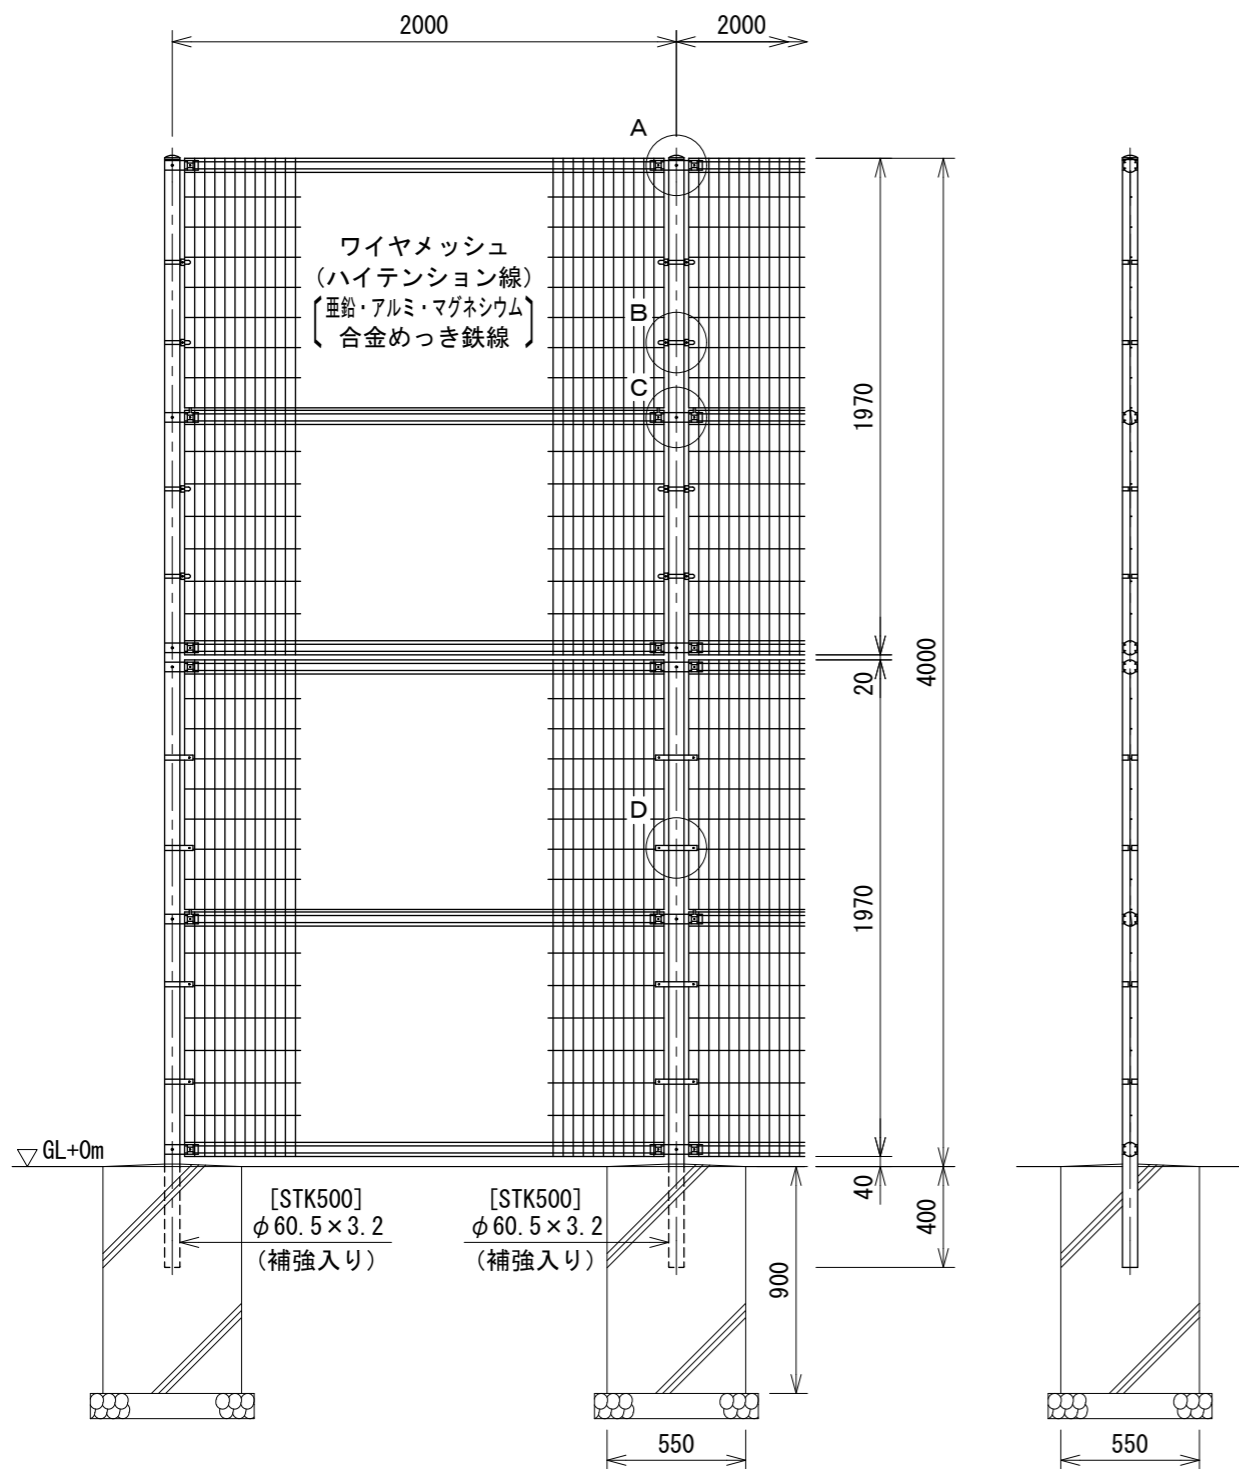 2000
2000
A
ワイヤメッシュ
(ハイテンション線)
亜鉛・アルミ・マグネシウム
合金めっき鉄線
B
C
1970
20
4000
D
1970
GL+0m
40
400
[STK500]
φ60.5×3.2
(補強入り)
[STK500]
φ60.5×3.2
(補強入り)
900
550
550